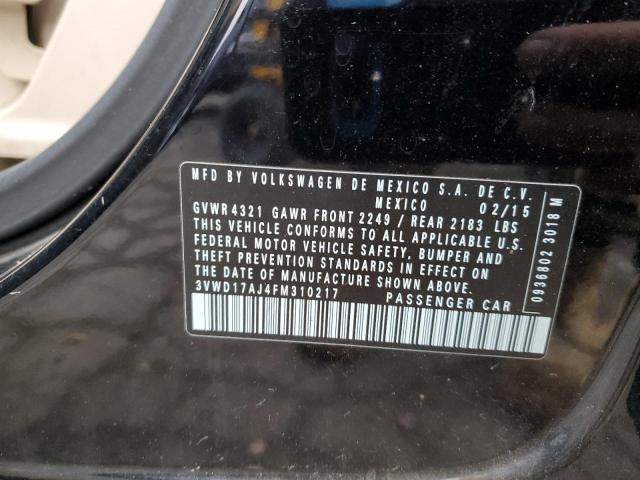 MFD BY VOLKSWAGEN DE MEXICO S.A. DE C.V.
MEXICO 02/15
GVWR 4321 GAWR FRONT 2249 / REAR 2183 LBS
THIS VEHICLE CONFORMS TO ALL APPLICABLE U.S.
FEDERAL MOTOR VEHICLE SAFETY, BUMPER AND
THEFT PREVENTION STANDARDS IN EFFECT ON
THE DATE OF MANUFACTURE SHOWN ABOVE.
3VWD17AJ4FM310217 PASSENGER CAR
0936802 3018 M